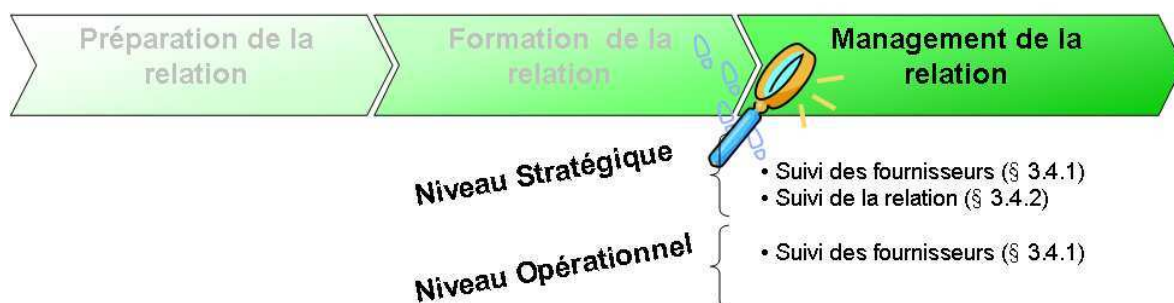 Préparation de la
relation
Formation de la
relation
Management de la
relation
Niveau Stratégique
• Suivi des fournisseurs (§ 3.4.1)
• Suivi de la relation (§ 3.4.2)
Niveau Opérationnel
• Suivi des fournisseurs (§ 3.4.1)